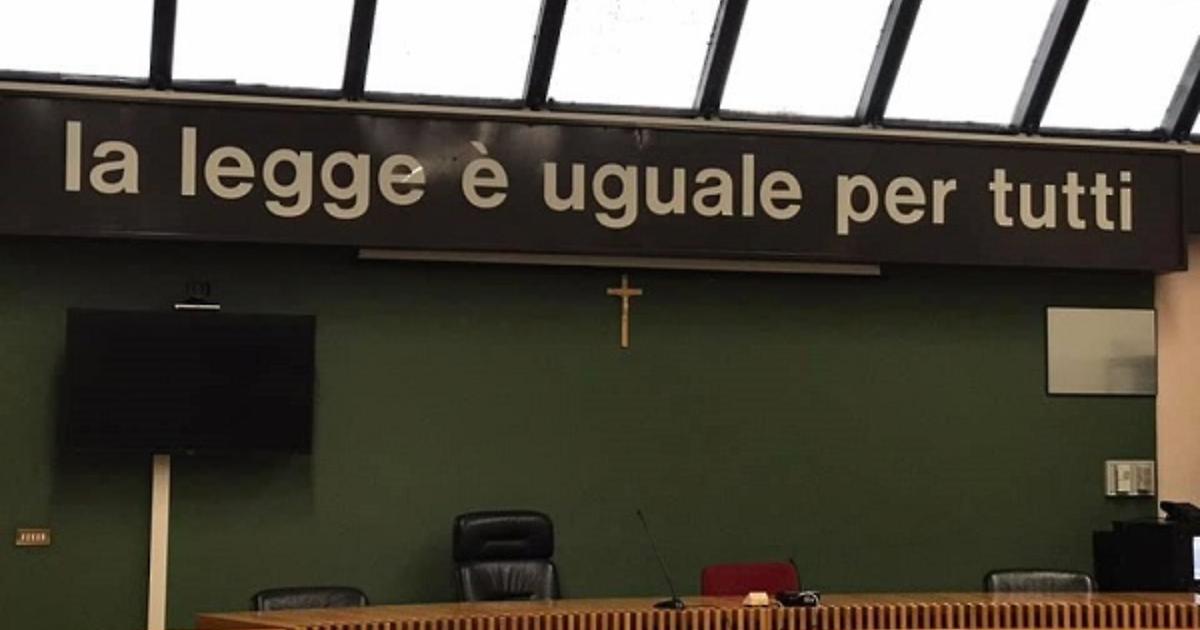 la legge è uguale per tutti